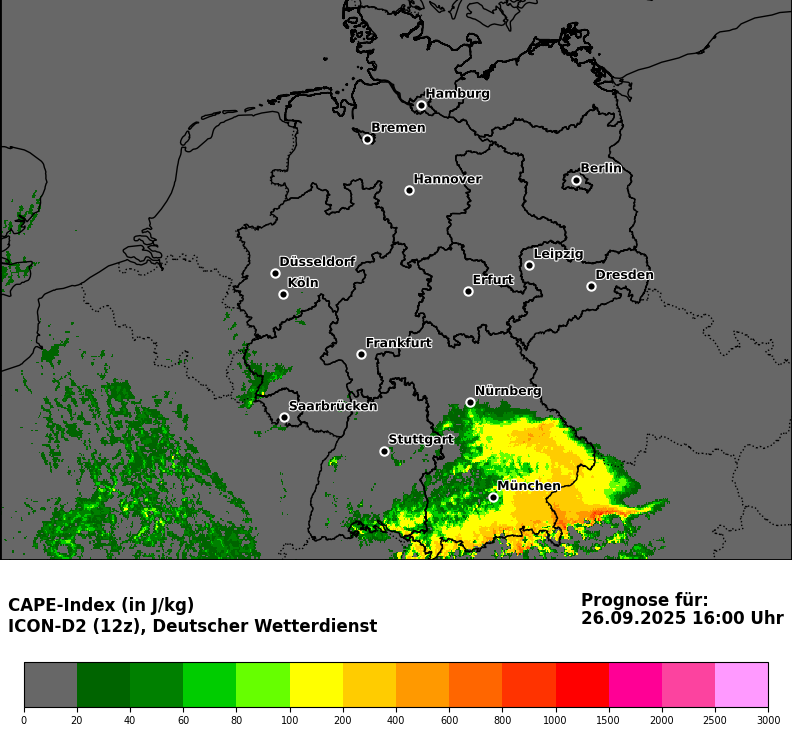 Hamburg
Bremen
Berlin
Hannover
Leipzig
Düsseldorf
Dresden
Köln
Erfurt
Frankfurt
Nürnberg
Saarbrücken
Stuttgart
München
CAPE-Index (in J/kg)
ICON-D2 (12z), Deutscher Wetterdienst
Prognose für:
26.09.2025 16:00 Uhr
0 20 40 60 80 100 200 400 600 800 1000 1500 2000 2500 3000